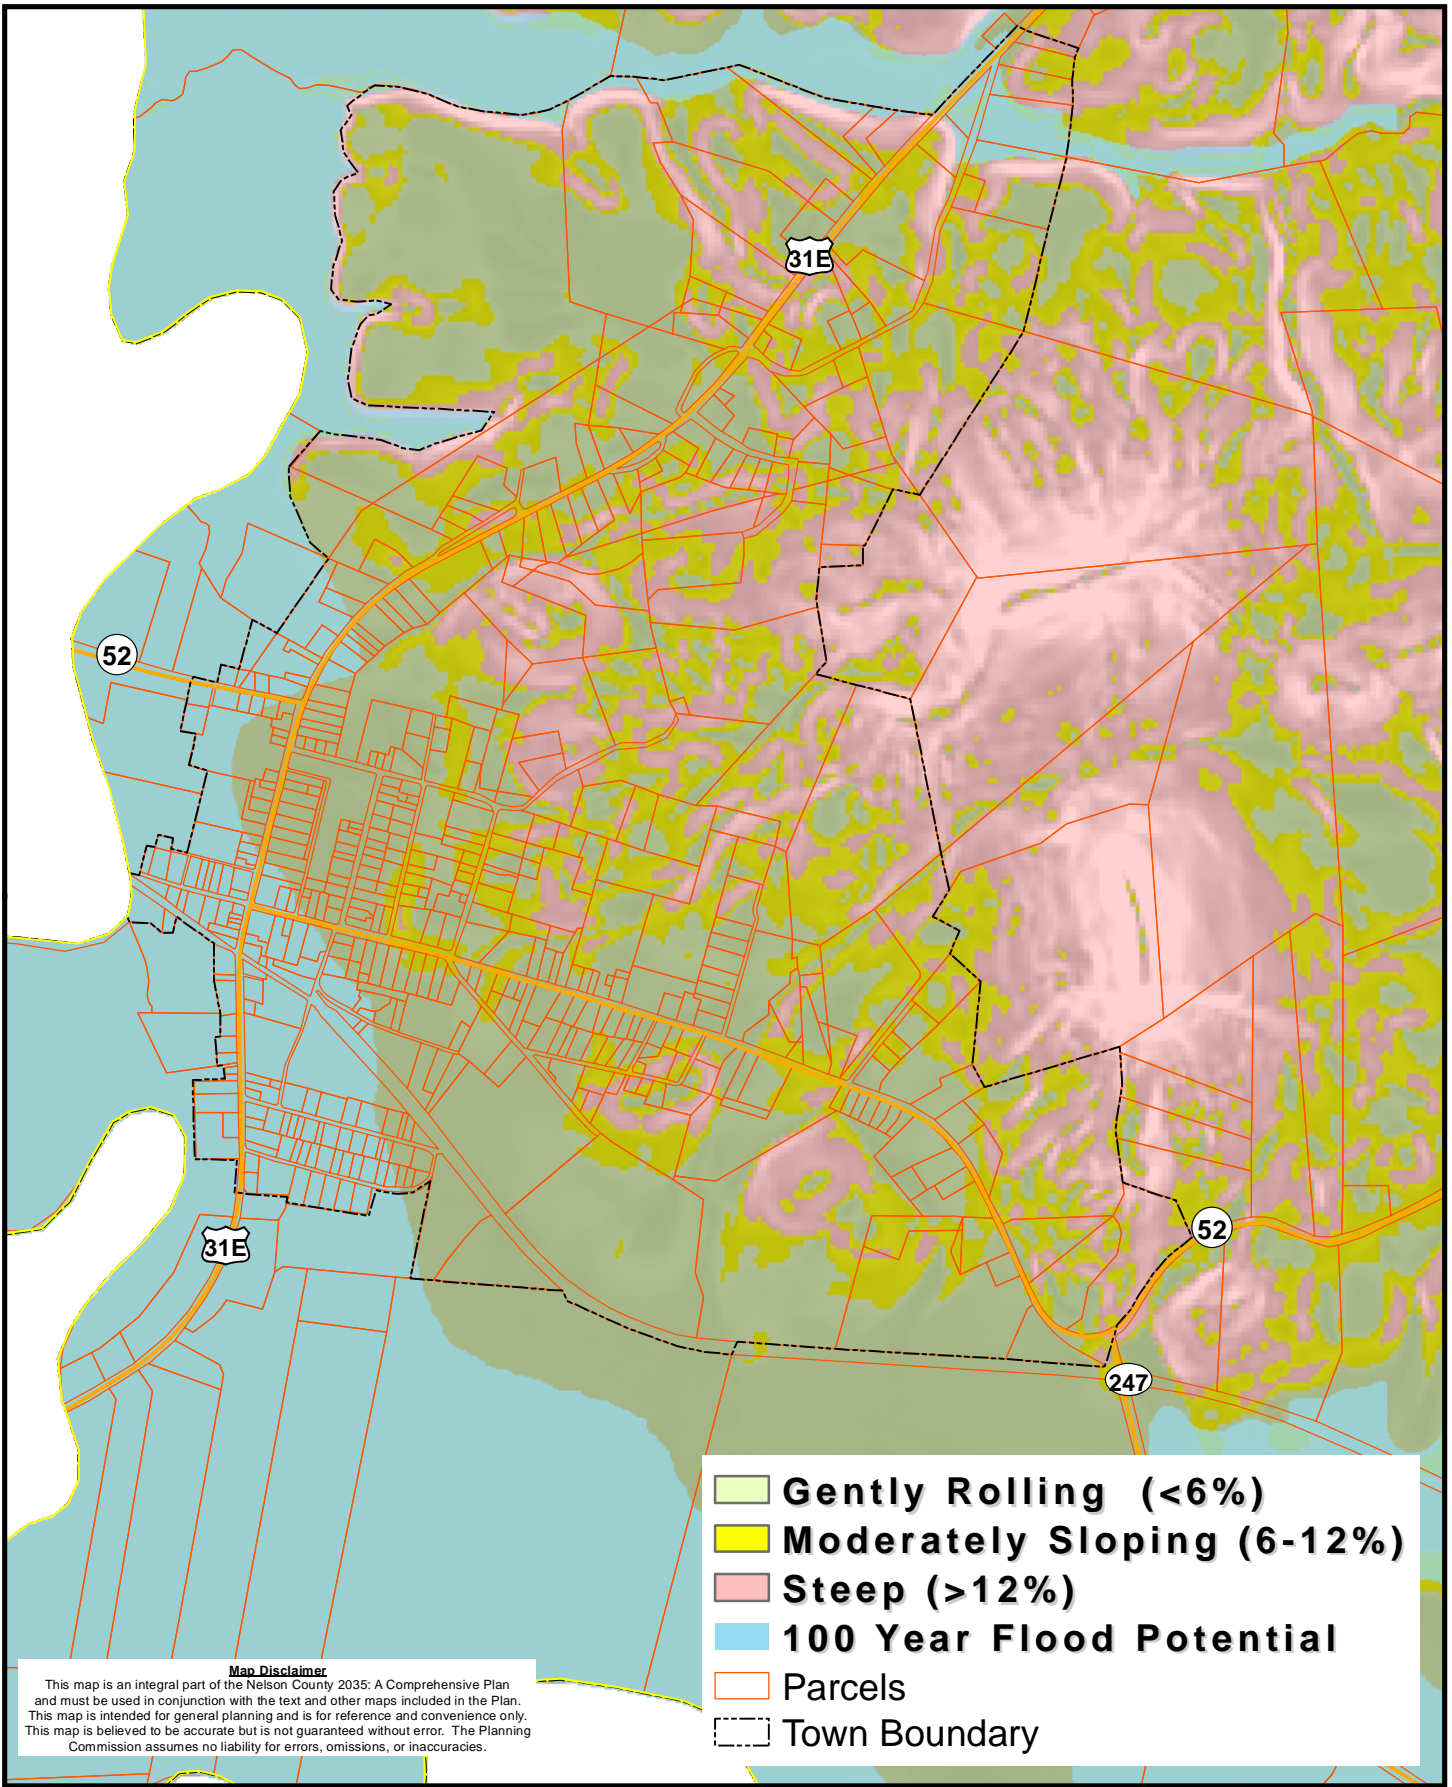 31E
52
31E
52
247
Gently Rolling (<6%)
Moderately Sloping (6-12%)
Steep (>12%)
100 Year Flood Potential
Parcels
Town Boundary
Map Disclaimer
This map is an integral part of the Nelson County 2035: A Comprehensive Plan
and must be used in conjunction with the text and other maps included in the Plan.
This map is intended for general planning and is for reference and convenience only.
This map is believed to be accurate but is not guaranteed without error. The Planning
Commission assumes no liability for errors, omissions, or inaccuracies.